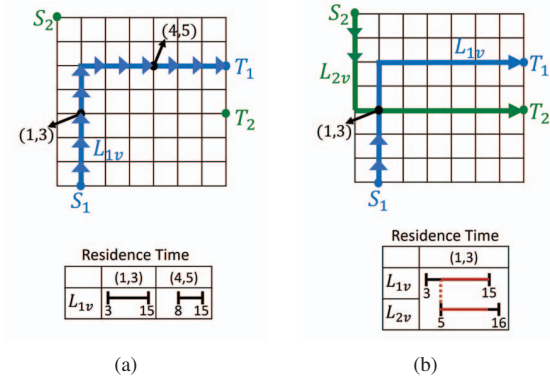 S2
(4,5)
T1
T2
(1,3)
L1v
S1
Residence Time
(1,3) (4,5)
L1v 3 15 8 15
(a)
S2
L1v
T1
L2v
T2
(1,3)
S1
Residence Time
(1,3)
L1v 3 15
L2v 5 16
(b)